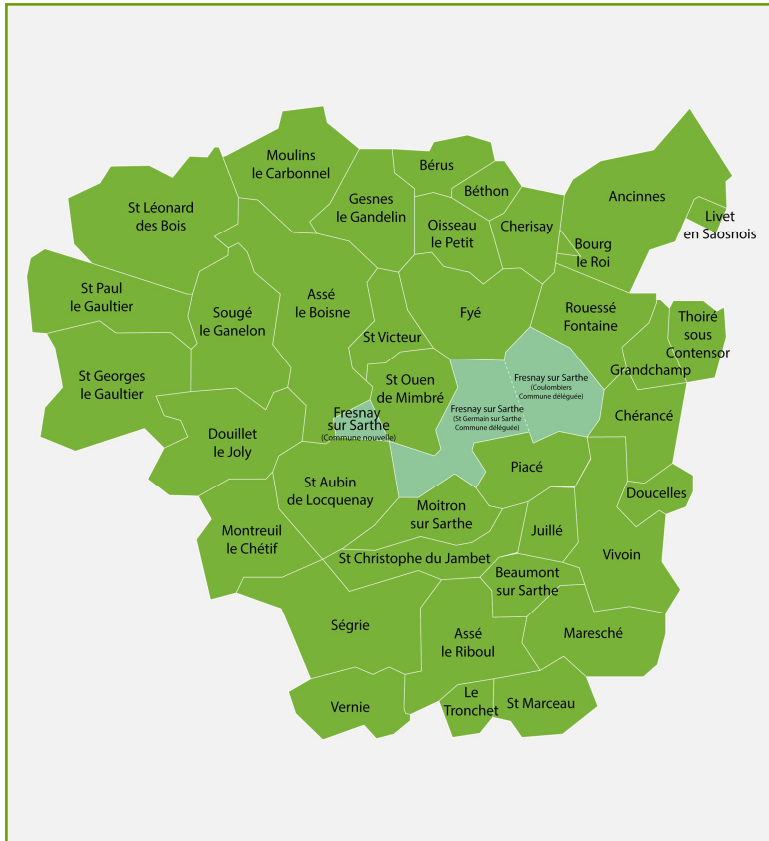 Moulins
le Carbonnel
Bérus
Béthon
Gesnes
le Gandelin
Ancinnes
St Léonard
des Bois
Oisseau
le Petit
Cherisay
Livet
en Saosnois
Bourg
le Roi
St Paul
le Gaultier
Sougé
le Ganelon
Assé
le Boisne
Fyé
Rouessé
Fontaine
Thoiré
sous
Contensor
St Victeur
Grandchamp
St Georges
le Gaultier
St Ouen
de Mimbré
Fresnay sur Sarthe
(Coulombiers
Commune déléguée)
Fresnay
sur Sarthe
(Commune nouvelle)
Fresnay sur Sarthe
(St Germain sur Sarthe
Commune déléguée)
Chérancé
Douillet
le Joly
Piacé
St Aubin
de Locquenay
Doucelles
Moitron
sur Sarthe
Montreuil
le Chétif
Juillé
St Christophe du Jambet
Vivoin
Beaumont
sur Sarthe
Ségrie
Assé
le Riboul
Maresché
Vernie
Le
Tronchet
St Marceau